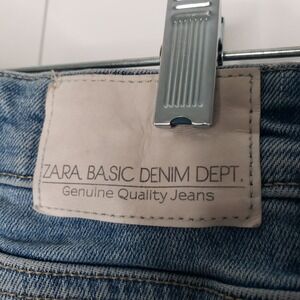 ZARA BASIC DENIM DEPT.
Genuine Quality Jeans